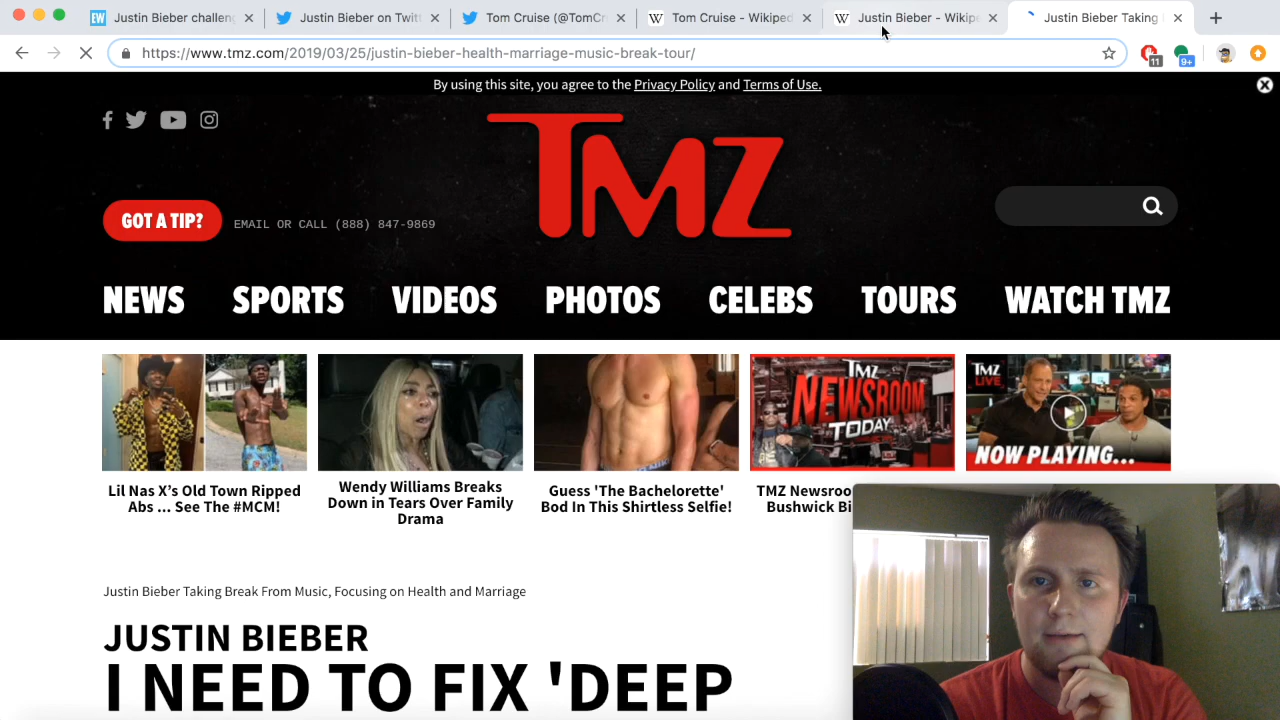 EW Justin Bieber challen
Justin Bieber on Twit
Tom Cruise (@TomCr
W Tom Cruise - Wikiped
W Justin Bieber - Wikip
Justin Bieber Taking
https://www.tmz.com/2019/03/25/justin-bieber-health-marriage-music-break-tour/
11
9+
By using this site, you agree to the Privacy Policy and Terms of Use.
TMZ
GOT A TIP?
EMAIL OR CALL (888) 847-9869
NEWS SPORTS VIDEOS PHOTOS CELEBS TOURS WATCH TMZ
TMZ
NEWSROOM
TODAY
TMZ
LIVE
NOW PLAYING...
Lil Nas X's Old Town Ripped
Abs ... See The #MCM!
Wendy Williams Breaks
Down in Tears Over Family
Drama
Guess 'The Bachelorette'
Bod In This Shirtless Selfie!
TMZ Newsroo
Bushwick Bi
Justin Bieber Taking Break From Music, Focusing on Health and Marriage
JUSTIN BIEBER
I NEED TO FIX 'DEEP